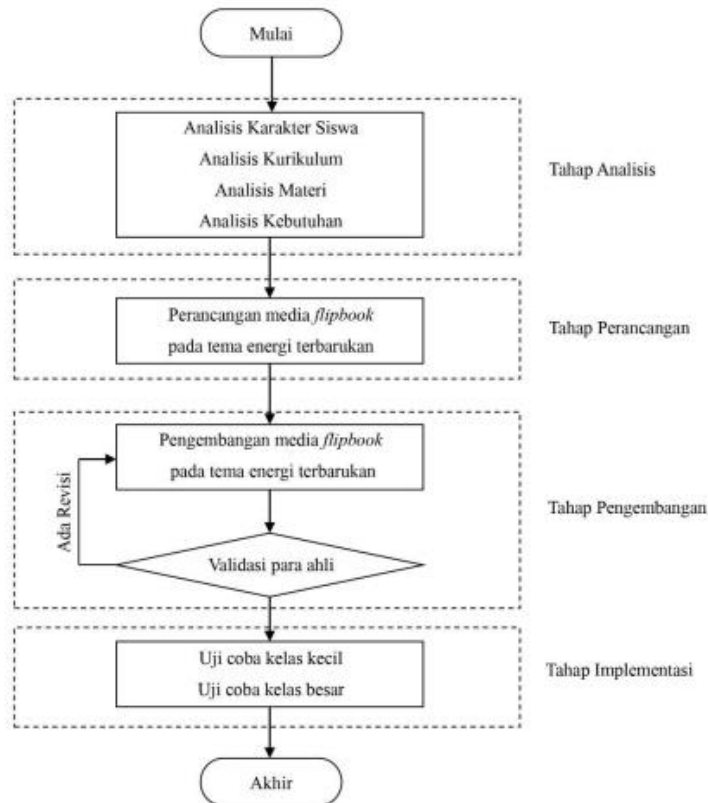 Mulai
Analisis Karakter Siswa
Analisis Kurikulum
Analisis Materi
Analisis Kebutuhan
Tahap Analisis
Perancangan media flipbook
pada tema energi terbarukan
Tahap Perancangan
Pengembangan media flipbook
pada tema energi terbarukan
Ada Revisi
Validasi para ahli
Tahap Pengembangan
Uji coba kelas kecil
Uji coba kelas besar
Tahap Implementasi
Akhir